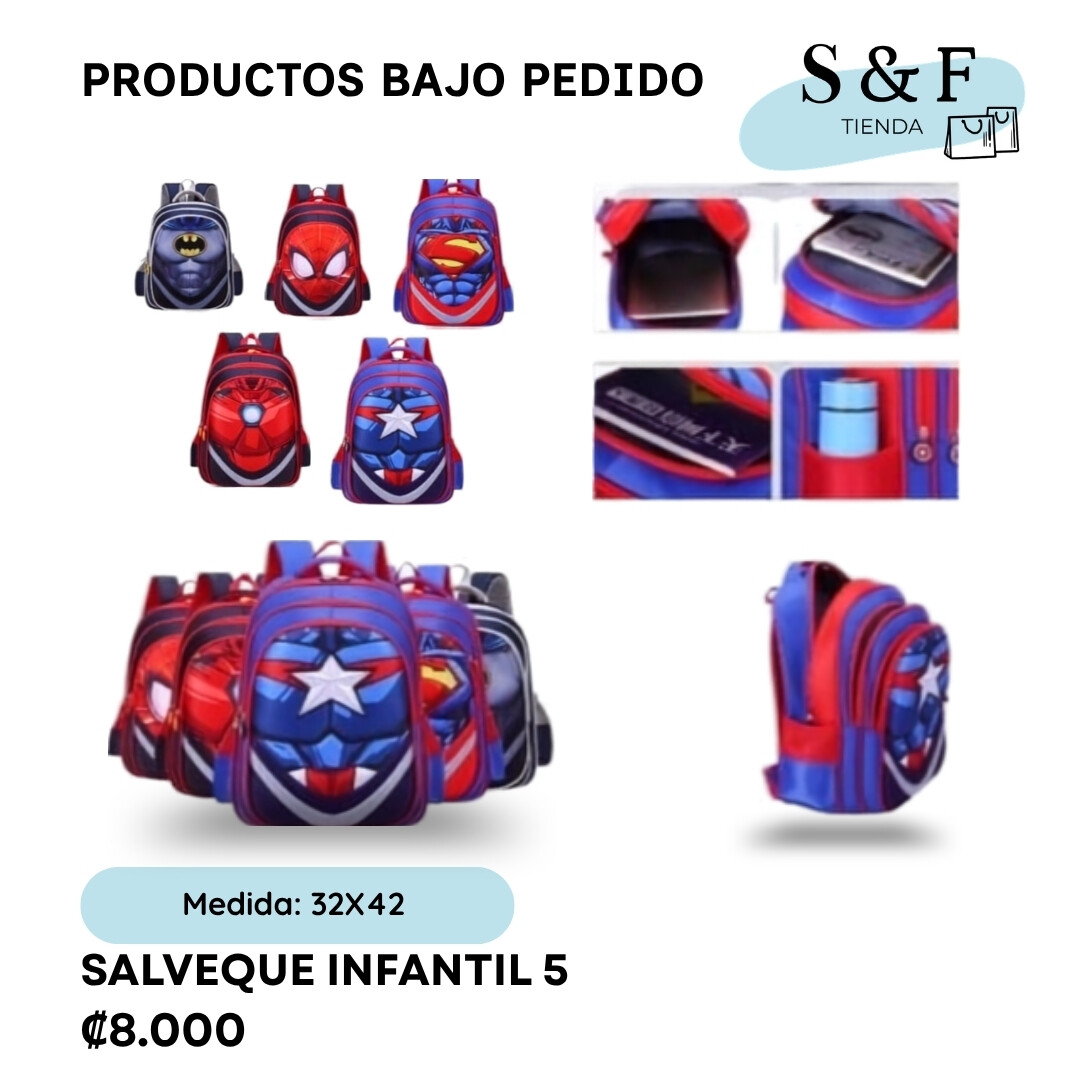 PRODUCTOS BAJO PEDIDO
S & F
TIENDA
Medida: 32X42
SALVEQUE INFANTIL 5
₡8.000